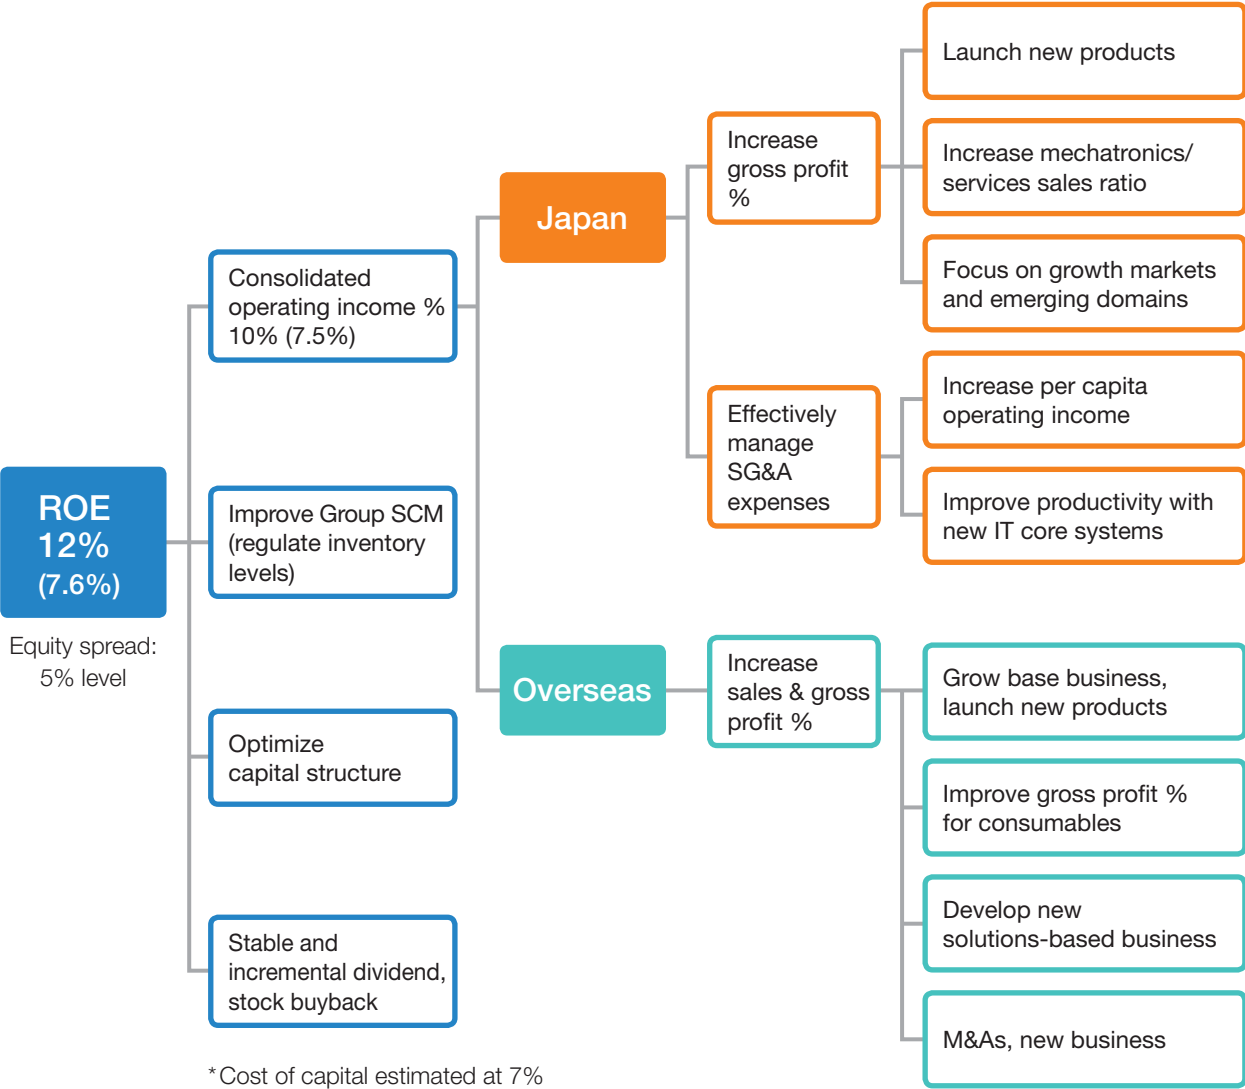 ROE
12%
(7.6%)
Equity spread:
5% level
Consolidated
operating income %
10% (7.5%)
Improve Group SCM
(regulate inventory
levels)
Optimize
capital structure
Stable and
incremental dividend,
stock buyback
*Cost of capital estimated at 7%
Japan
Increase
gross profit
%
Launch new products
Increase mechatronics/
services sales ratio
Focus on growth markets
and emerging domains
Effectively
manage
SG&A
expenses
Increase per capita
operating income
Improve productivity with
new IT core systems
Overseas
Increase
sales & gross
profit %
Grow base business,
launch new products
Improve gross profit %
for consumables
Develop new
solutions-based business
M&As, new business